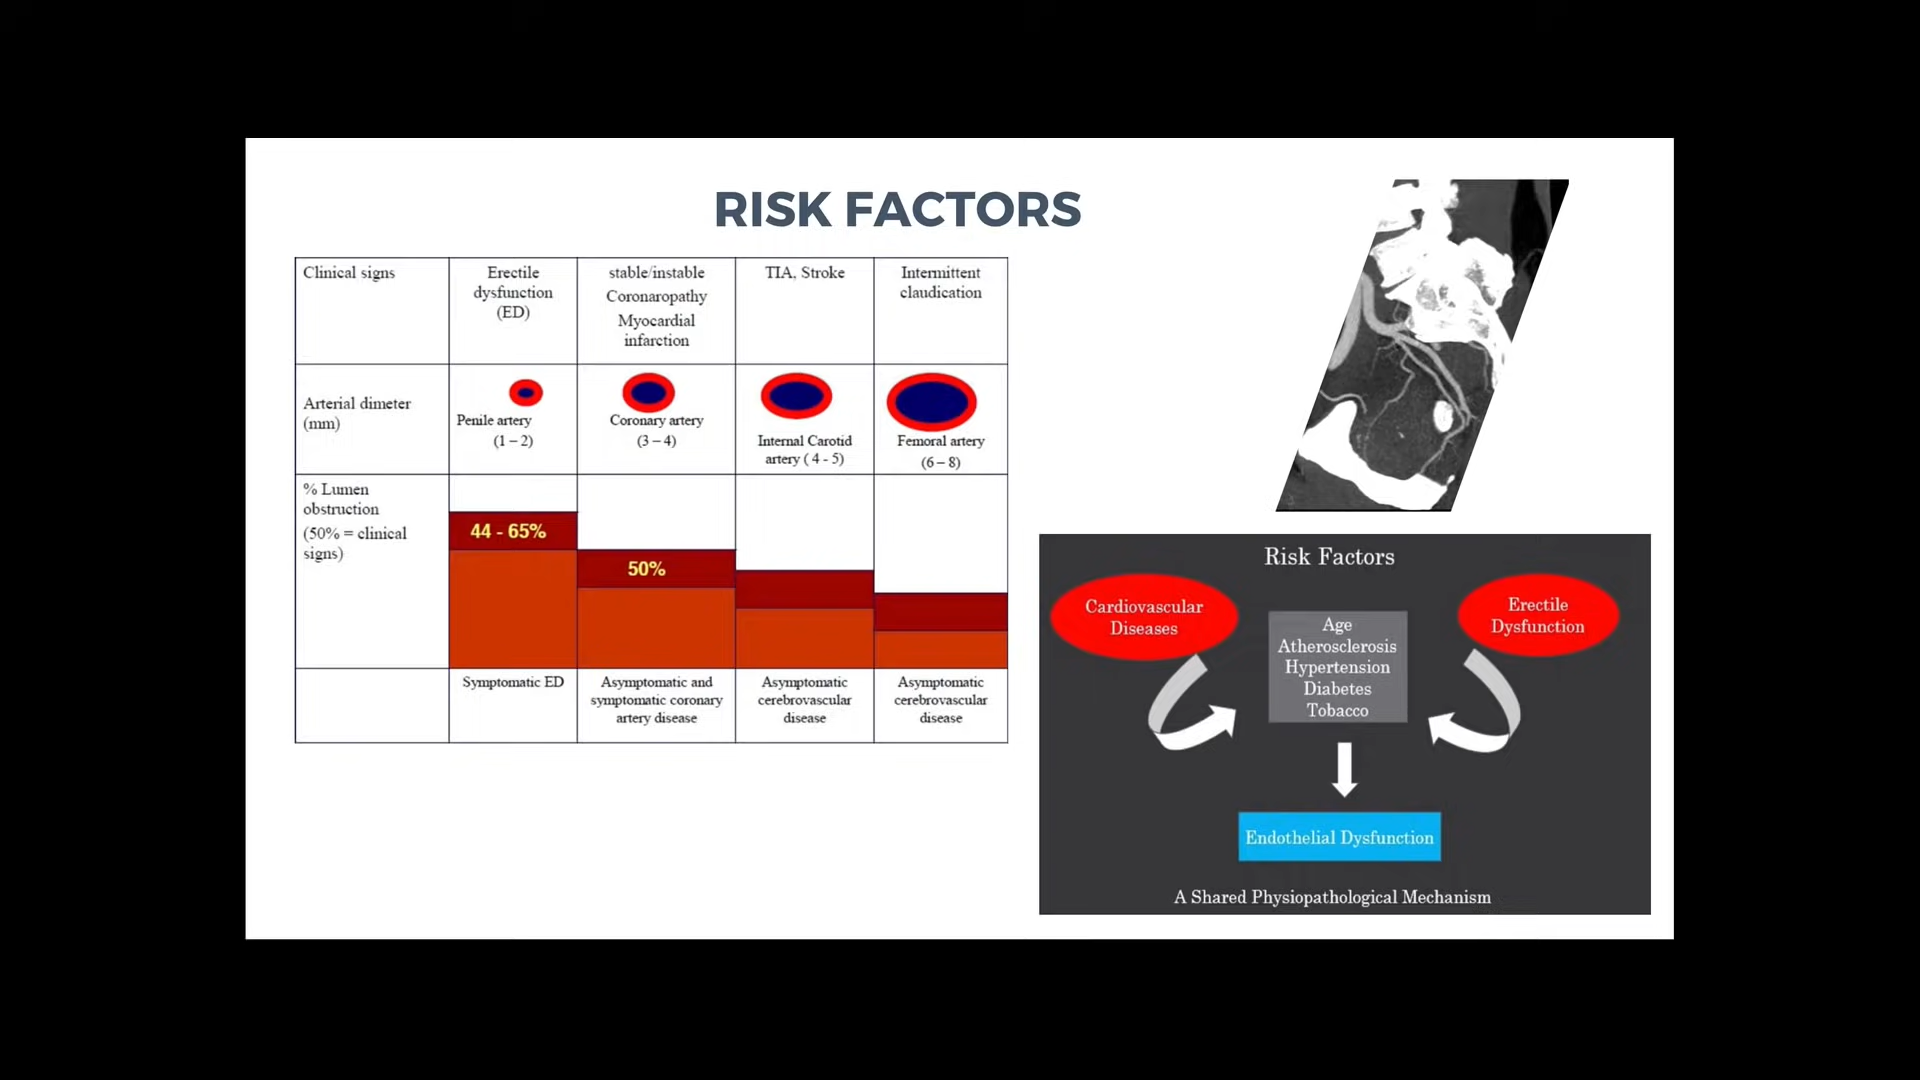 RISK FACTORS
Clinical signs
Erectile
dysfunction
(ED)
stable/instable
Coronaropathy
Myocardial
infarction
TIA, Stroke
Intermittent
claudication
Arterial dimeter
(mm)
Penile artery
(1 – 2)
Coronary artery
(3 – 4)
Internal Carotid
artery ( 4 - 5)
Femoral artery
(6 – 8)
% Lumen
obstruction
(50% = clinical
signs)
44 - 65%
50%
Symptomatic ED
Asymptomatic and
symptomatic coronary
artery disease
Asymptomatic
cerebrovascular
disease
Asymptomatic
cerebrovascular
disease
Risk Factors
Cardiovascular
Diseases
Age
Atherosclerosis
Hypertension
Diabetes
Tobacco
Erectile
Dysfunction
Endothelial Dysfunction
A Shared Physiopathological Mechanism